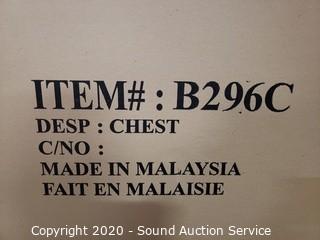 ITEM# : B296C
DESP : CHEST
C/NO :
MADE IN MALAYSIA
FAIT EN MALAISIE
Copyright 2020 - Sound Auction Service